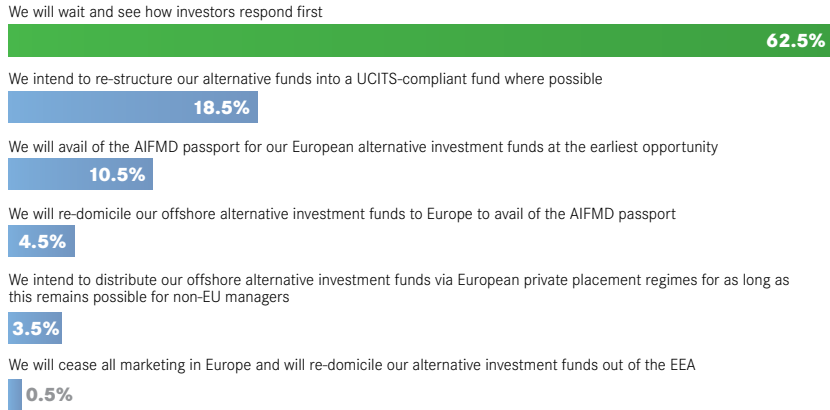 We will wait and see how investors respond first
62.5%
We intend to re-structure our alternative funds into a UCITS-compliant fund where possible
18.5%
We will avail of the AIFMD passport for our European alternative investment funds at the earliest opportunity
10.5%
We will re-domicile our offshore alternative investment funds to Europe to avail of the AIFMD passport
4.5%
We intend to distribute our offshore alternative investment funds via European private placement regimes for as long as
this remains possible for non-EU managers
3.5%
We will cease all marketing in Europe and will re-domicile our alternative investment funds out of the EEA
0.5%